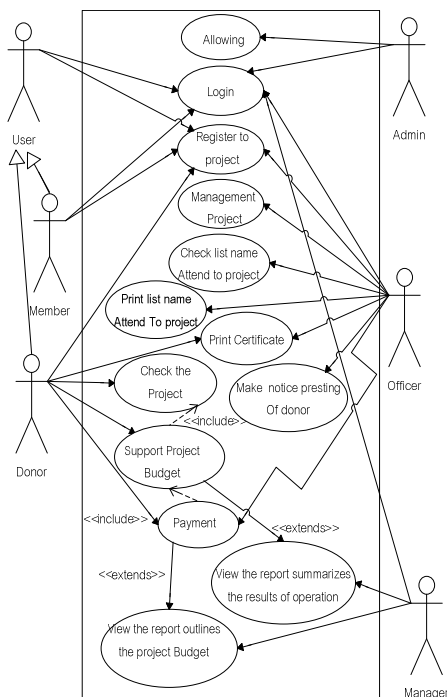 Allowing
Login
User
Admin
Register to
project
Management
Project
Check list name
Attend to project
Member
Print list name
Attend To project
Print Certificate
Officer
Check the
Project
Make notice presting
Of donor
Donor
<<include>>
Support Project
Budget
<<include>>
Payment
<<extends>>
<<extends>>
View the report summarizes
the results of operation
View the report outlines
the project Budget
Manager